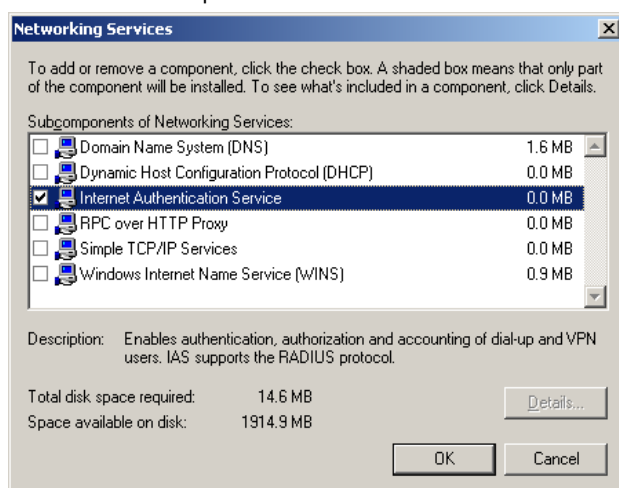 Networking Services
To add or remove a component, click the check box. A shaded box means that only part
of the component will be installed. To see what's included in a component, click Details.
Subcomponents of Networking Services:
Domain Name System (DNS) 1.6 MB
Dynamic Host Configuration Protocol (DHCP) 0.0 MB
Internet Authentication Service 0.0 MB
RPC over HTTP Proxy 0.0 MB
Simple TCP/IP Services 0.0 MB
Windows Internet Name Service (WINS) 0.9 MB
Description: Enables authentication, authorization and accounting of dial-up and VPN
users. IAS supports the RADIUS protocol.
Total disk space required: 14.6 MB
Details...
Space available on disk: 1914.9 MB
OK Cancel